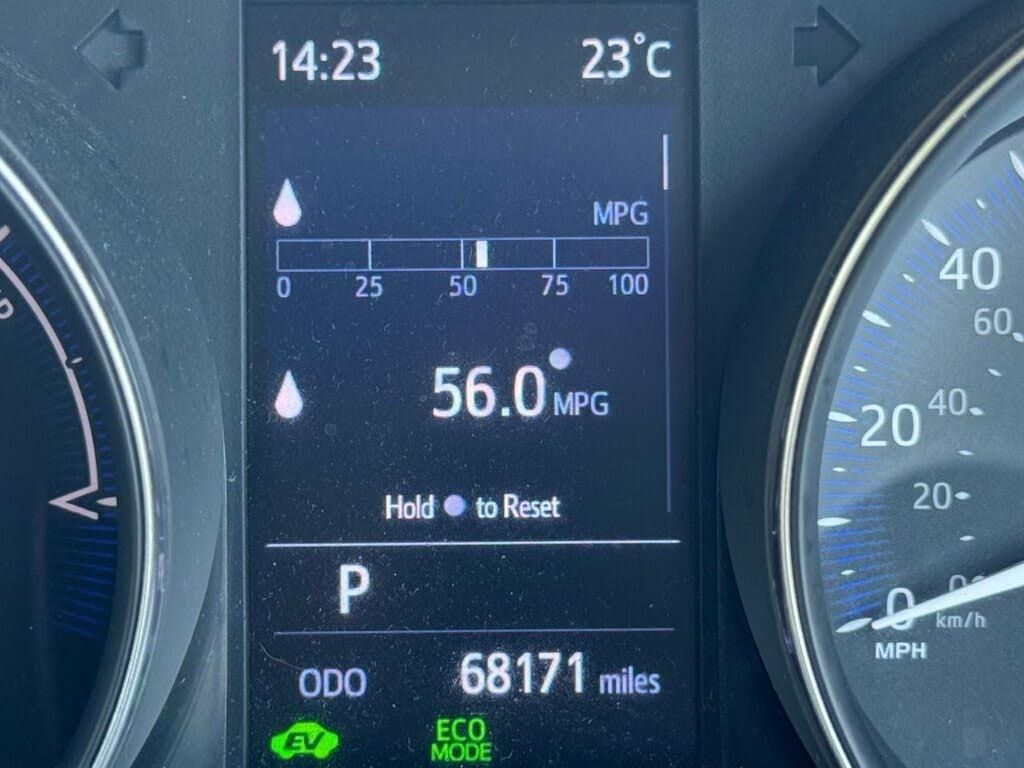 14:23 23°C
MPG
0 25 50 75 100
56.0 MPG
Hold to Reset
P
ODO 68171 miles
EV ECO MODE
40
60
20
40
20
0
0
km/h
MPH